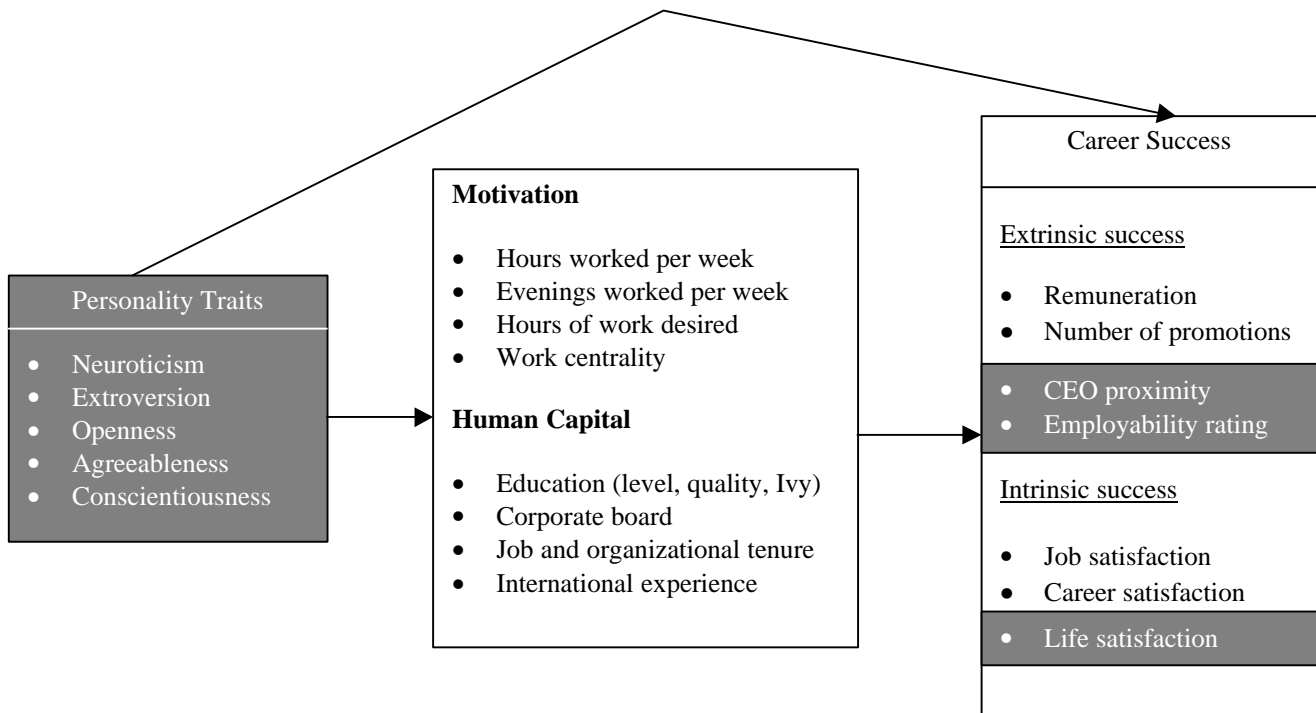 Personality Traits
• Neuroticism
• Extroversion
• Openness
• Agreeableness
• Conscientiousness
Motivation
• Hours worked per week
• Evenings worked per week
• Hours of work desired
• Work centrality
Human Capital
• Education (level, quality, Ivy)
• Corporate board
• Job and organizational tenure
• International experience
Career Success
Extrinsic success
• Remuneration
• Number of promotions
• CEO proximity
• Employability rating
Intrinsic success
• Job satisfaction
• Career satisfaction
• Life satisfaction